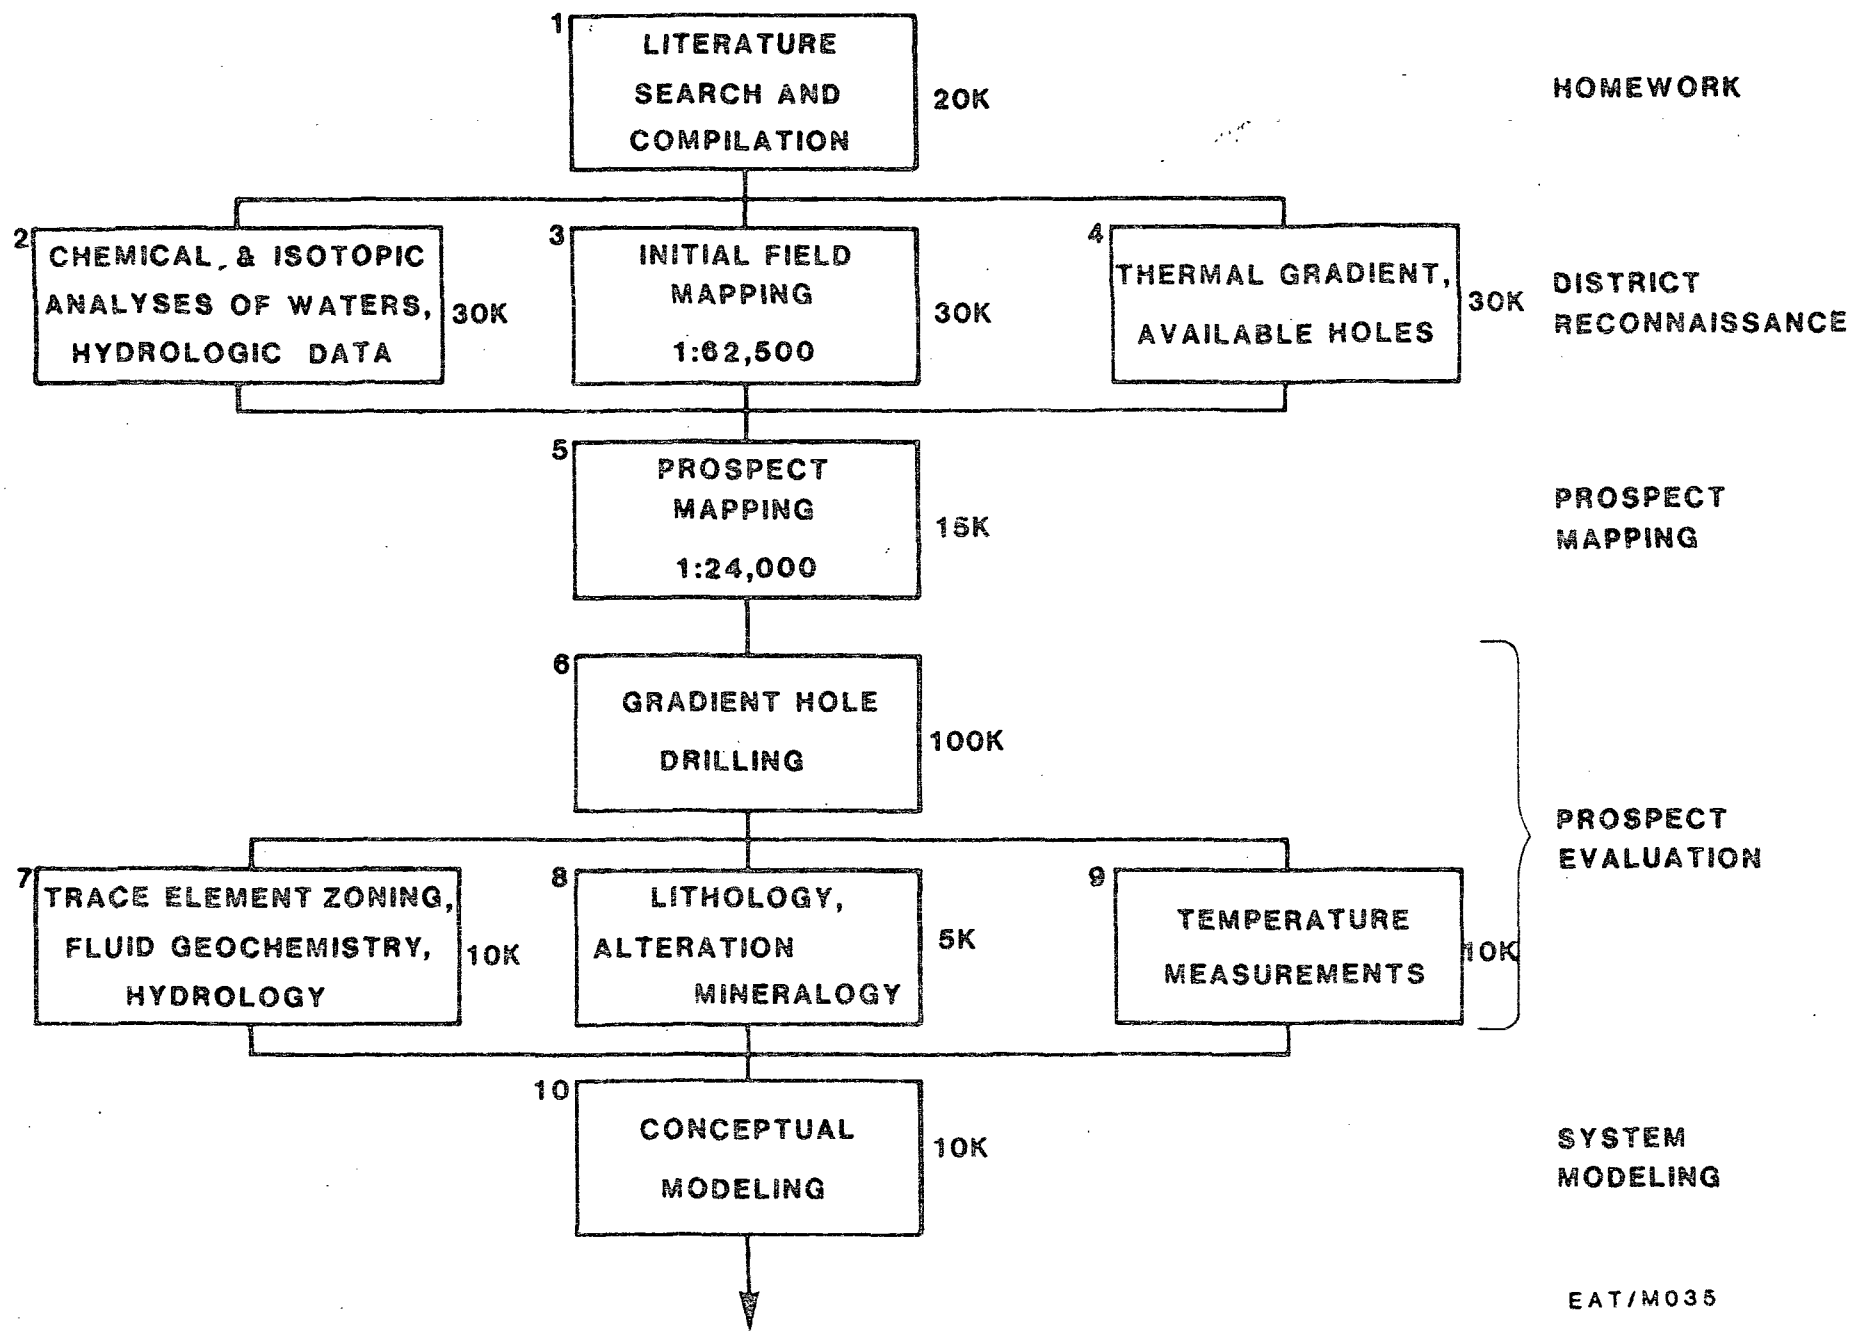 1
LITERATURE
SEARCH AND
COMPILATION
20K
HOMEWORK
2
CHEMICAL, & ISOTOPIC
ANALYSES OF WATERS,
HYDROLOGIC DATA
30K
3
INITIAL FIELD
MAPPING
1:62,500
30K
4
THERMAL GRADIENT,
AVAILABLE HOLES
30K
DISTRICT
RECONNAISSANCE
5
PROSPECT
MAPPING
1:24,000
15K
PROSPECT
MAPPING
6
GRADIENT HOLE
DRILLING
100K
PROSPECT
EVALUATION
7
TRACE ELEMENT ZONING,
FLUID GEOCHEMISTRY,
HYDROLOGY
10K
8
LITHOLOGY,
ALTERATION
MINERALOGY
5K
9
TEMPERATURE
MEASUREMENTS
10K
10
CONCEPTUAL
MODELING
10K
SYSTEM
MODELING
EAT/M035